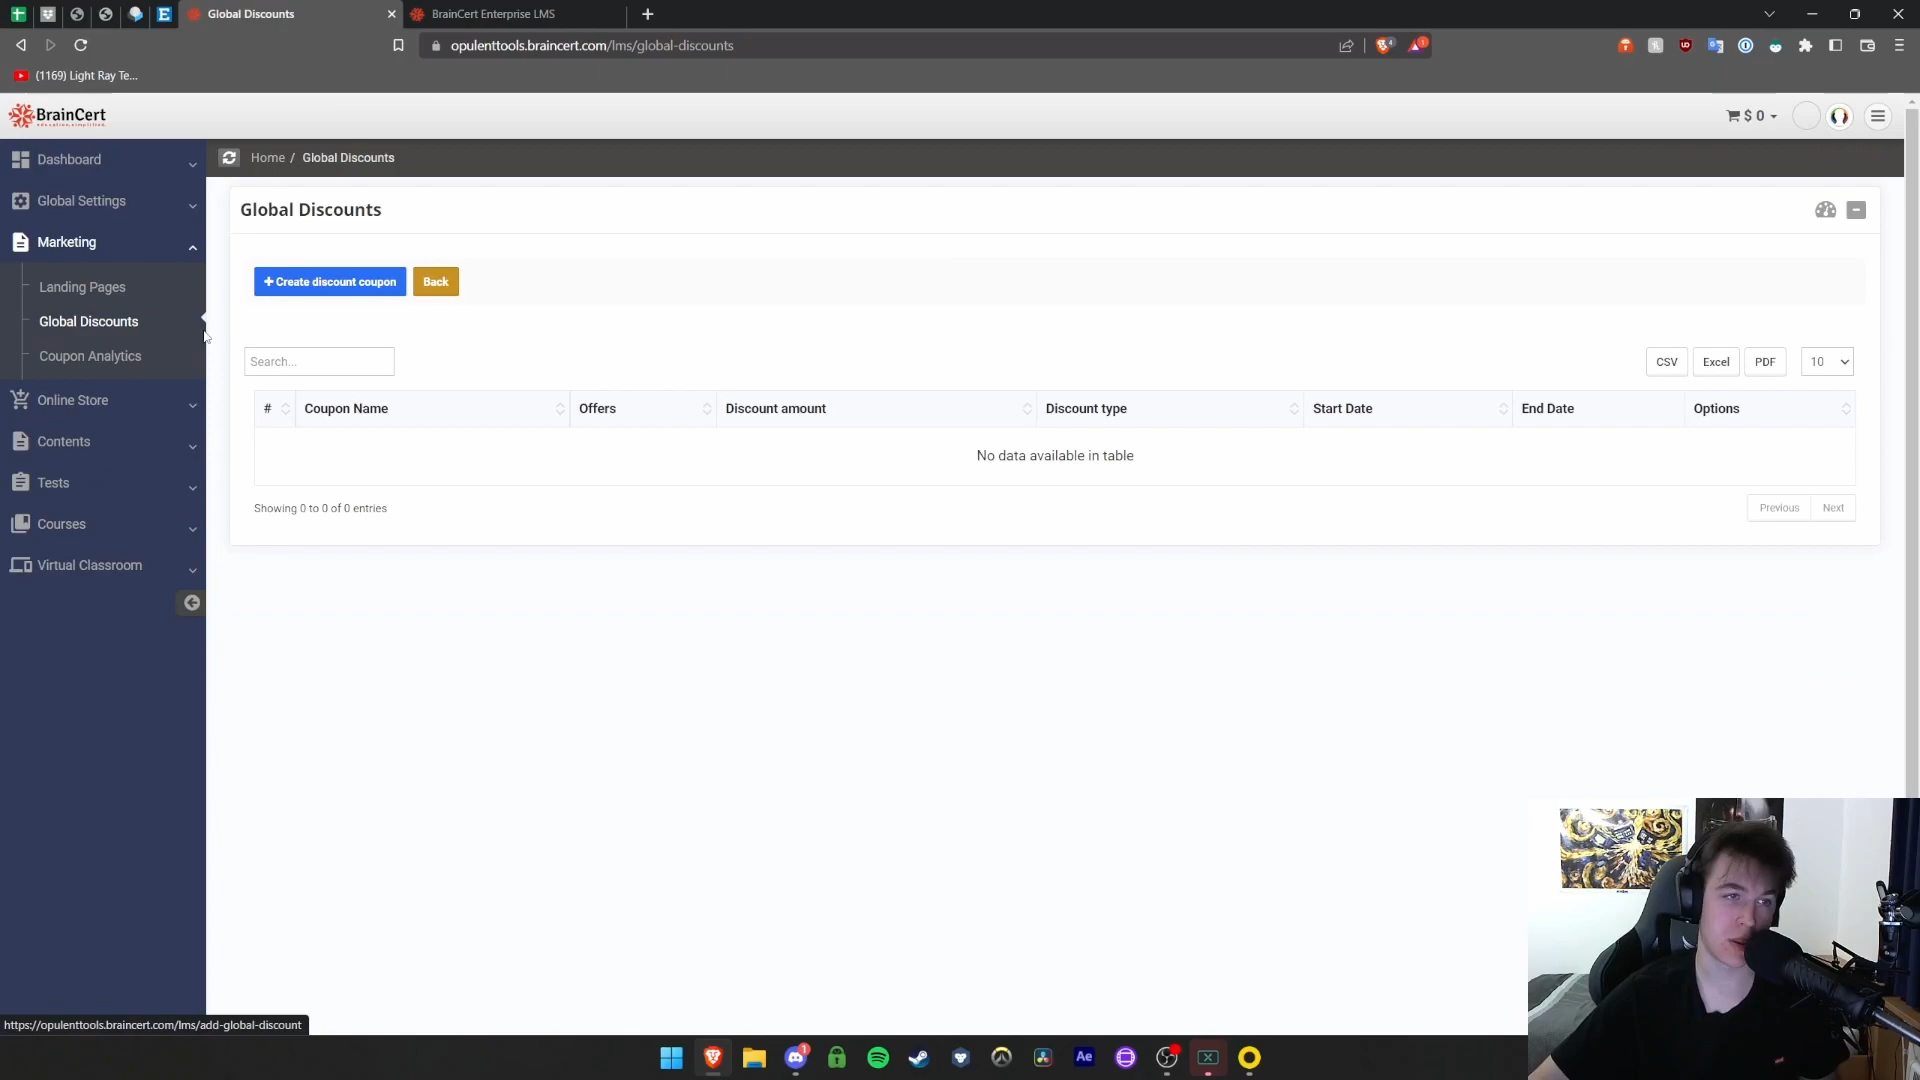 Global Discounts
BrainCert Enterprise LMS
opulenttools.braincert.com/lms/global-discounts
4
1
(1169) Light Ray Te...
BrainCert
$ 0
Dashboard
Home / Global Discounts
Global Settings
Global Discounts
Marketing
Landing Pages
Global Discounts
Coupon Analytics
+ Create discount coupon
Back
Search...
CSV
Excel
PDF
10
# Coupon Name Offers Discount amount Discount type Start Date End Date Options
No data available in table
Showing 0 to 0 of 0 entries
Previous
Next
Online Store
Contents
Tests
Courses
Virtual Classroom
https://opulenttools.braincert.com/lms/add-global-discount
1
Ae